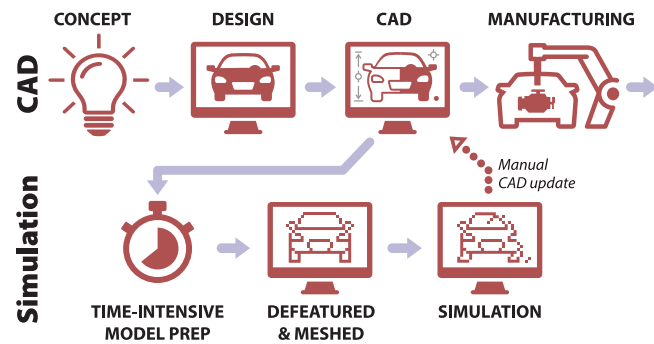 CONCEPT
DESIGN
CAD
MANUFACTURING
CAD
Manual
CAD update
Simulation
TIME-INTENSIVE
MODEL PREP
DEFEATURED
& MESHED
SIMULATION